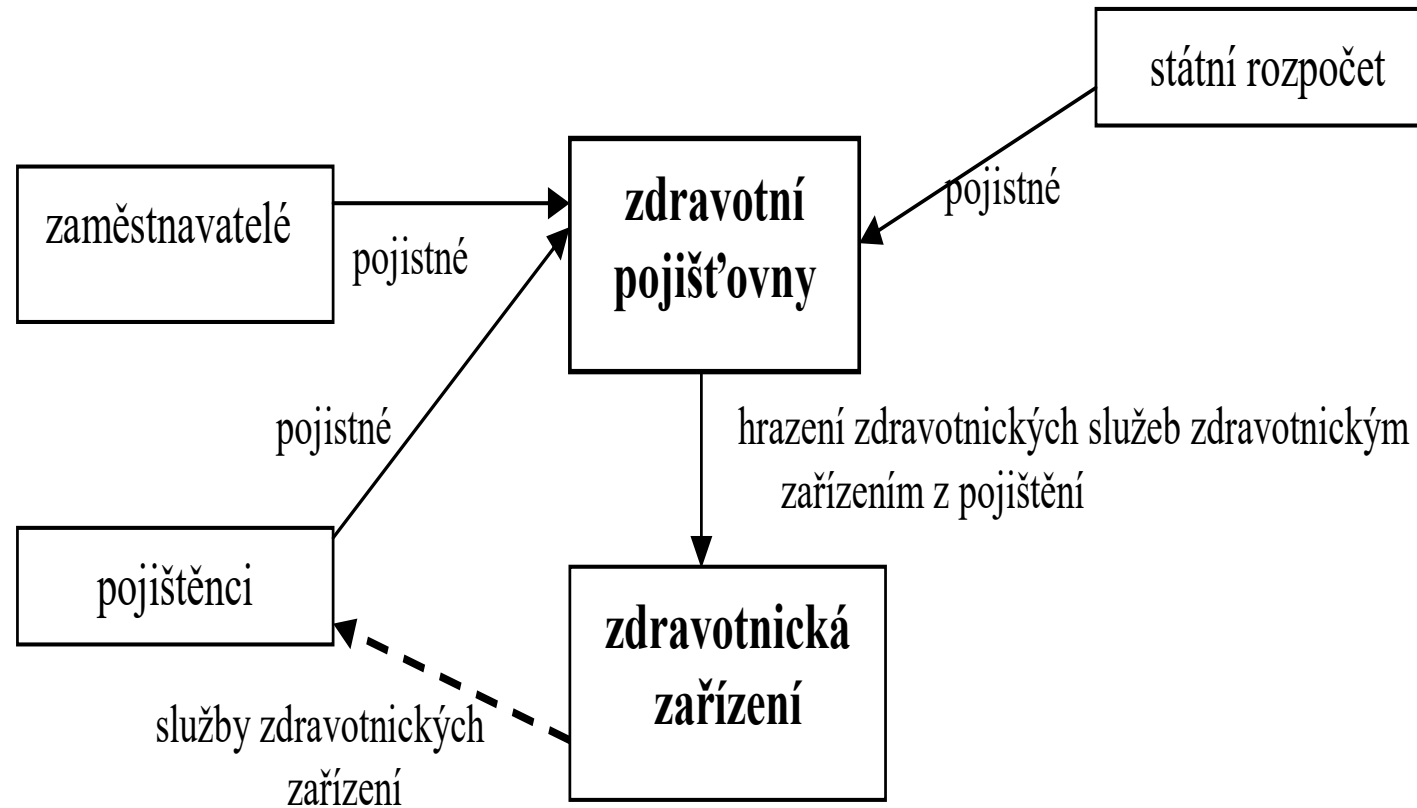 státní rozpočet
zaměstnavatelé
zdravotní
pojišťovny
pojistné
pojistné
pojistné
hrazení zdravotnických služeb zdravotnickým
zařízením z pojištění
pojištěnci
zdravotnická
zařízení
služby zdravotnických
zařízení